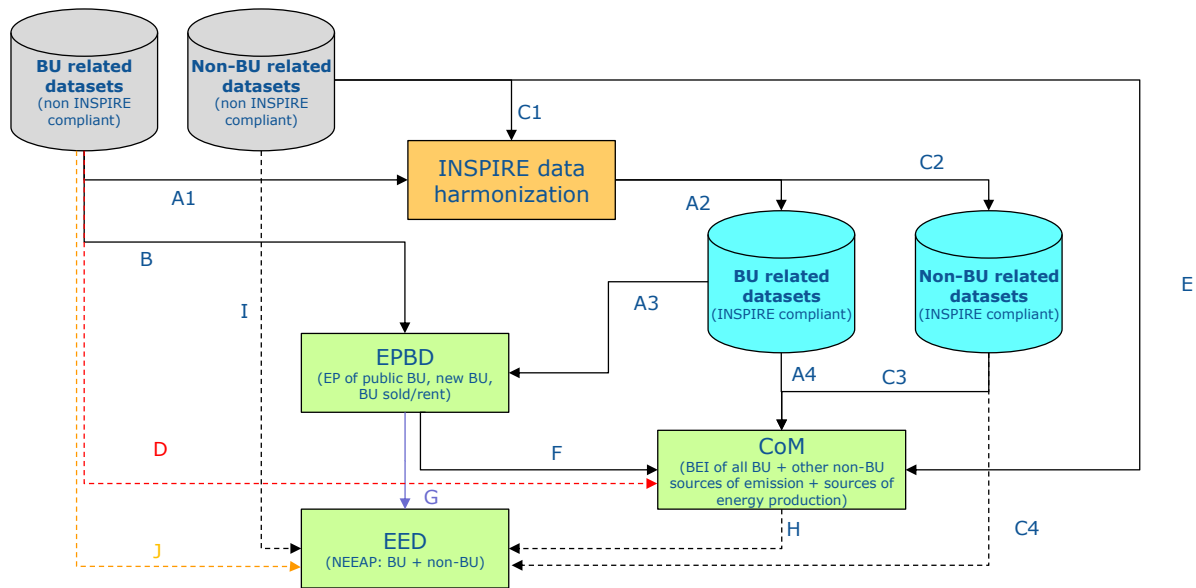 BU related
datasets
(non INSPIRE
compliant)
Non-BU related
datasets
(non INSPIRE
compliant)
C1
INSPIRE data
harmonization
C2
A1
A2
B
BU related
datasets
(INSPIRE compliant)
Non-BU related
datasets
(INSPIRE compliant)
E
I
A3
EPBD
(EP of public BU, new BU,
BU sold/rent)
A4
C3
D
F
CoM
(BEI of all BU + other non-BU
sources of emission + sources of
energy production)
G
H
C4
EED
(NEEAP: BU + non-BU)
J